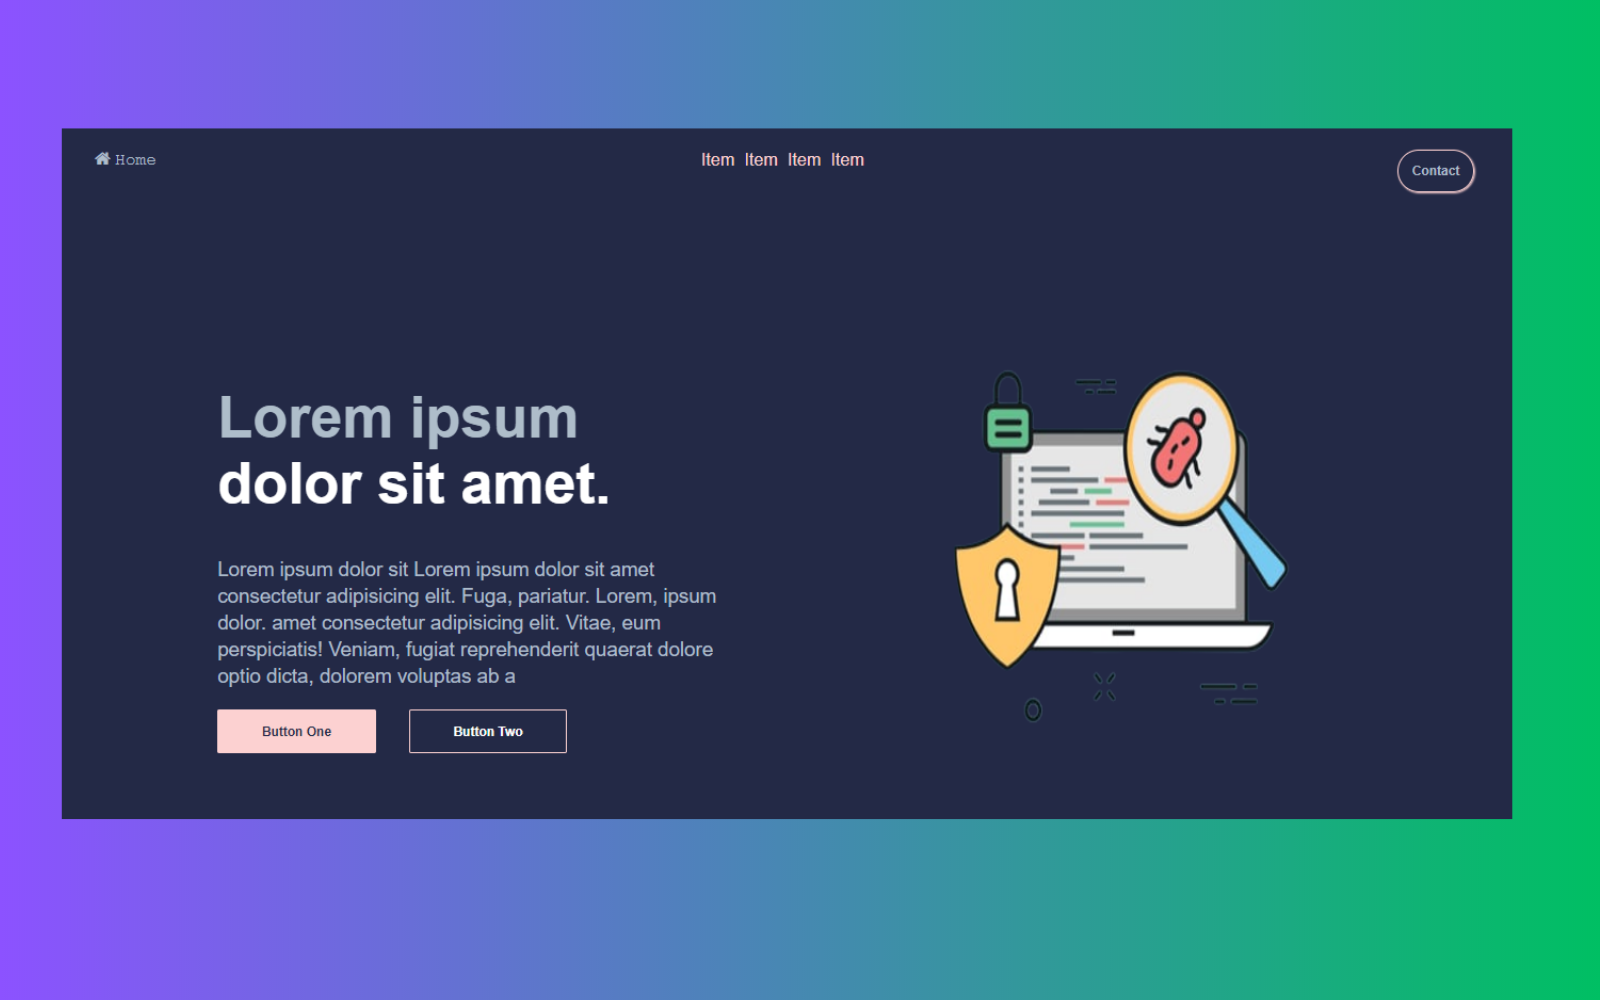 Home
Item Item Item Item
Contact
Lorem ipsum
dolor sit amet.
Lorem ipsum dolor sit Lorem ipsum dolor sit amet
consectetur adipisicing elit. Fuga, pariatur. Lorem, ipsum
dolor. amet consectetur adipisicing elit. Vitae, eum
perspiciatis! Veniam, fugiat reprehenderit quaerat dolore
optio dicta, dolorem voluptas ab a
Button One
Button Two